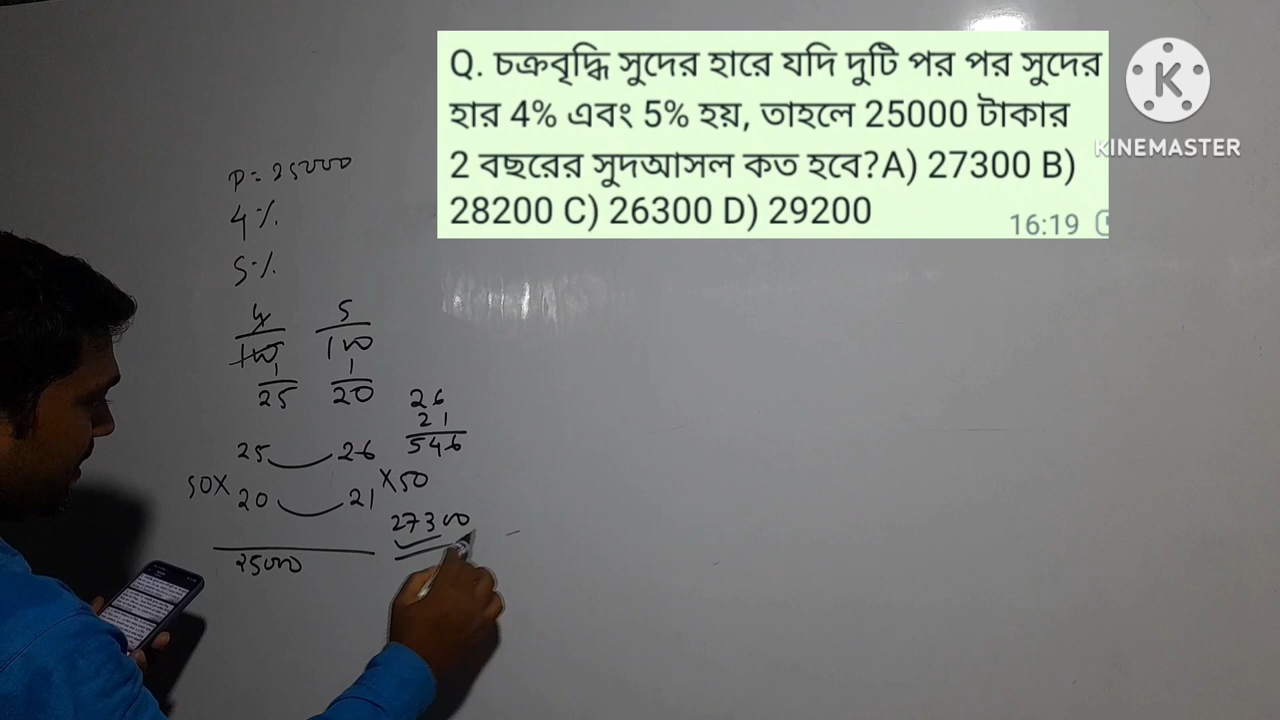 Q. চক্রবৃদ্ধি সুদের হারে যদি দুটি পর পর সুদের
হার 4% এবং 5% হয়, তাহলে 25000 টাকার
2 বছরের সুদআসল কত হবে?A) 27300 B)
28200 C) 26300 D) 29200
16:19
KINEMASTER
P = 25000
4%
5%
4 5
100 100
1 1
25 20
26
21
546
25 26
50X 20 21 X50
27300
25000